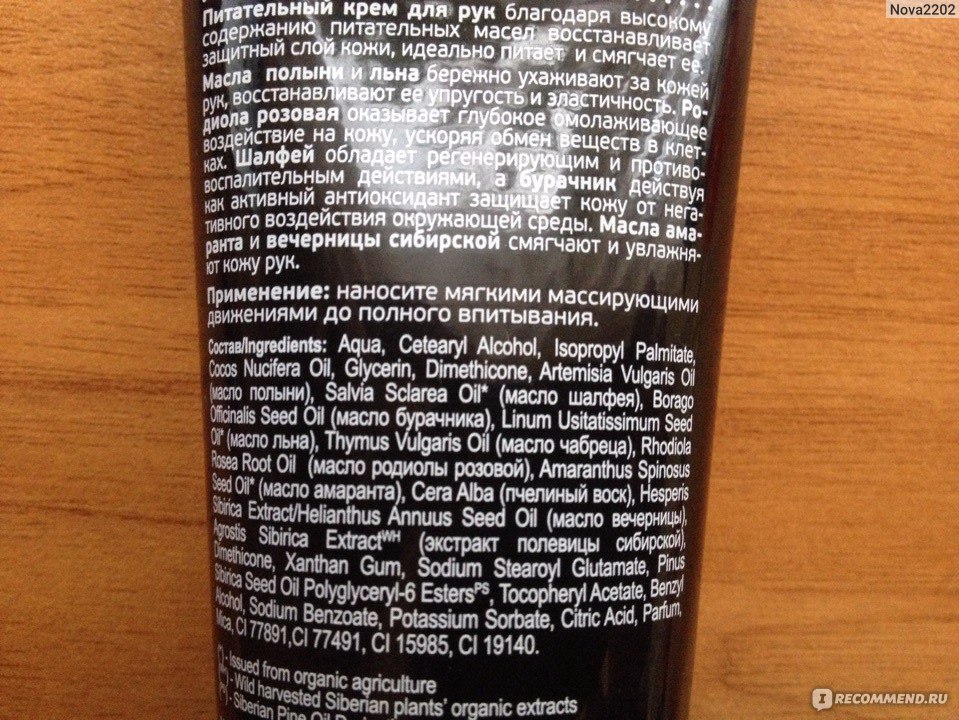 Nova2202
Питательный крем для рук благодаря высокому
содержанию питательных масел восстанавливает
защитный слой кожи, идеально питает и смягчает ее.
Масла полыни и льна бережно ухаживают за кожей
рук, восстанавливают ее упругость и эластичность. Ро-
диола розовая оказывает глубокое омолаживающее
воздействие на кожу, ускоряя обмен веществ в клет-
ках. Шалфей обладает регенерирующим и противо-
воспалительным действиями, а бурачник действуя
как активный антиоксидант защищает кожу от нега-
тивного воздействия окружающей среды. Масла ама-
ранта и вечерницы сибирской смягчают и увлажня-
ют кожу рук.
Применение: наносите мягкими массирующими
движениями до полного впитывания.
Состав/Ingredients: Aqua, Cetearyl Alcohol, Isopropyl Palmitate,
Cocos Nucifera Oil, Glycerin, Dimethicone, Artemisia Vulgaris Oil
(масло полыни), Salvia Sclarea Oil* (масло шалфея), Borago
Officinalis Seed Oil (масло бурачника), Linum Usitatissimum Seed
Oil* (масло льна), Thymus Vulgaris Oil (масло чабреца), Rhodiola
Rosea Root Oil (масло родиолы розовой), Amaranthus Spinosus
Seed Oil* (масло амаранта), Cera Alba (пчелиный воск), Hesperis
Sibirica Extract/Helianthus Annuus Seed Oil (масло вечерницы),
Agrostis Sibirica Extractᵂᴴ (экстракт полевицы сибирской),
Dimethicone, Xanthan Gum, Sodium Stearoyl Glutamate, Pinus
Sibirica Seed Oil Polyglyceryl-6 Estersᴾˢ, Tocopheryl Acetate, Benzyl
Alcohol, Sodium Benzoate, Potassium Sorbate, Citric Acid, Parfum,
Mica, CI 77891,CI 77491, CI 15985, CI 19140.
(*) - Issued from organic agriculture
- Wild harvested Siberian plants' organic extracts
- Siberian Pine Oil
IRECOMMEND.RU